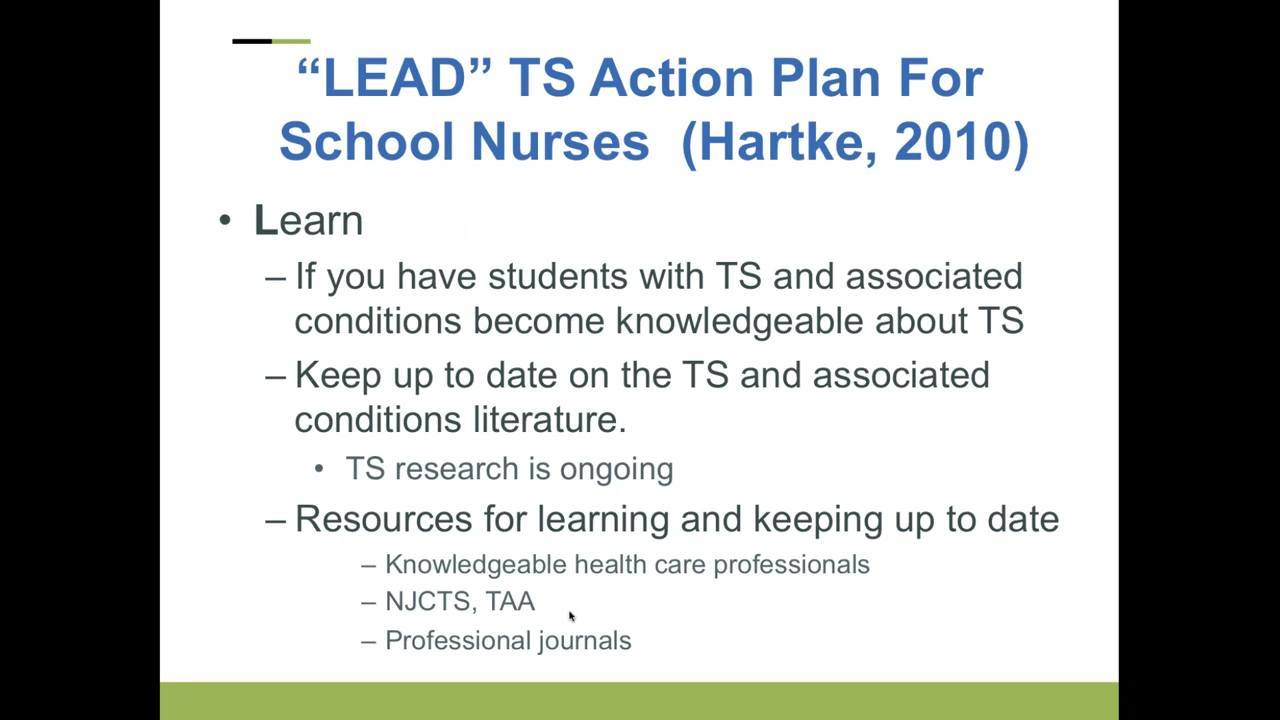 “LEAD” TS Action Plan For
School Nurses (Hartke, 2010)
• Learn
– If you have students with TS and associated
conditions become knowledgeable about TS
– Keep up to date on the TS and associated
conditions literature.
• TS research is ongoing
– Resources for learning and keeping up to date
– Knowledgeable health care professionals
– NJCTS, TAA
– Professional journals